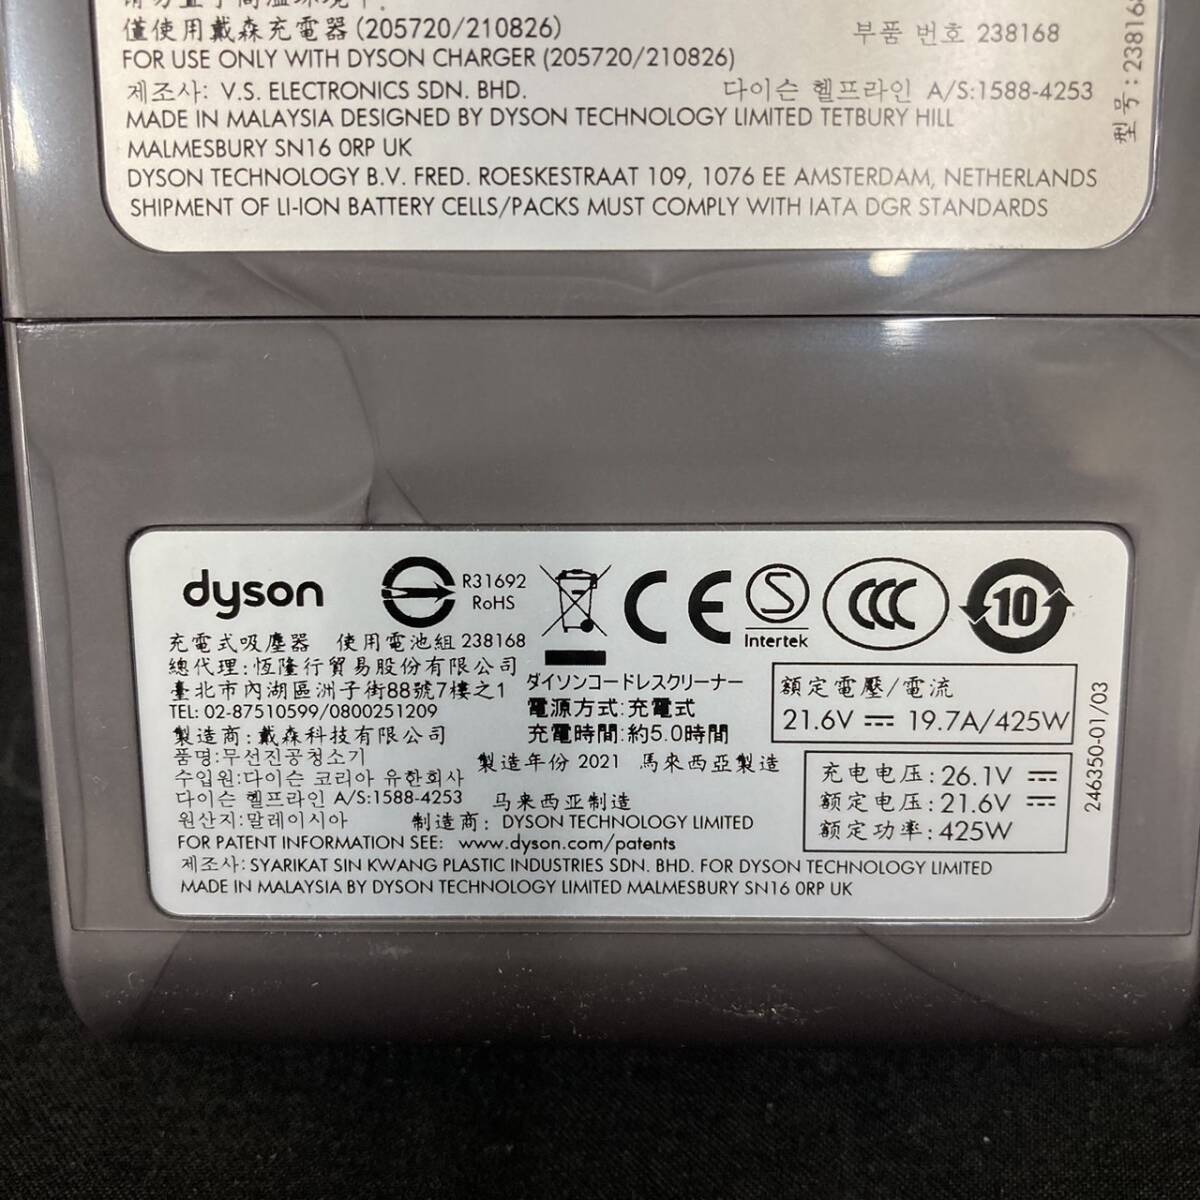 僅使用戴森充電器(205720/210826)
部품 번호 238168
FOR USE ONLY WITH DYSON CHARGER (205720/210826)
제조사: V.S. ELECTRONICS SDN. BHD.
다이슨 헬프라인 A/S:1588-4253
MADE IN MALAYSIA DESIGNED BY DYSON TECHNOLOGY LIMITED TETBURY HILL
MALMESBURY SN16 0RP UK
DYSON TECHNOLOGY B.V. FRED. ROESKESTRAAT 109, 1076 EE AMSTERDAM, NETHERLANDS
SHIPMENT OF LI-ION BATTERY CELLS/PACKS MUST COMPLY WITH IATA DGR STANDARDS
型号:238168
dyson
R31692
RoHS
CE
S
Intertek
CCC
10
充電式吸塵器 使用電池組 238168
總代理:恆隆行貿易股份有限公司
臺北市內湖區洲子街88號7樓之1
TEL: 02-87510599/0800251209
製造商:戴森科技有限公司
품명:무선진공청소기
수입원:다이슨 코리아 유한회사
다이슨 헬프라인 A/S:1588-4253
원산지:말레이시아
ダイソンコードレスクリーナー
電源方式:充電式
充電時間:約5.0時間
製造年份 2021 馬來西亞製造
马来西亚制造
制造商: DYSON TECHNOLOGY LIMITED
額定電壓/電流
21.6V ⎓ 19.7A/425W
充电电压:26.1V ⎓
额定电压:21.6V ⎓
额定功率:425W
246350-01/03
FOR PATENT INFORMATION SEE: www.dyson.com/patents
제조사: SYARIKAT SIN KWANG PLASTIC INDUSTRIES SDN. BHD. FOR DYSON TECHNOLOGY LIMITED
MADE IN MALAYSIA BY DYSON TECHNOLOGY LIMITED MALMESBURY SN16 0RP UK